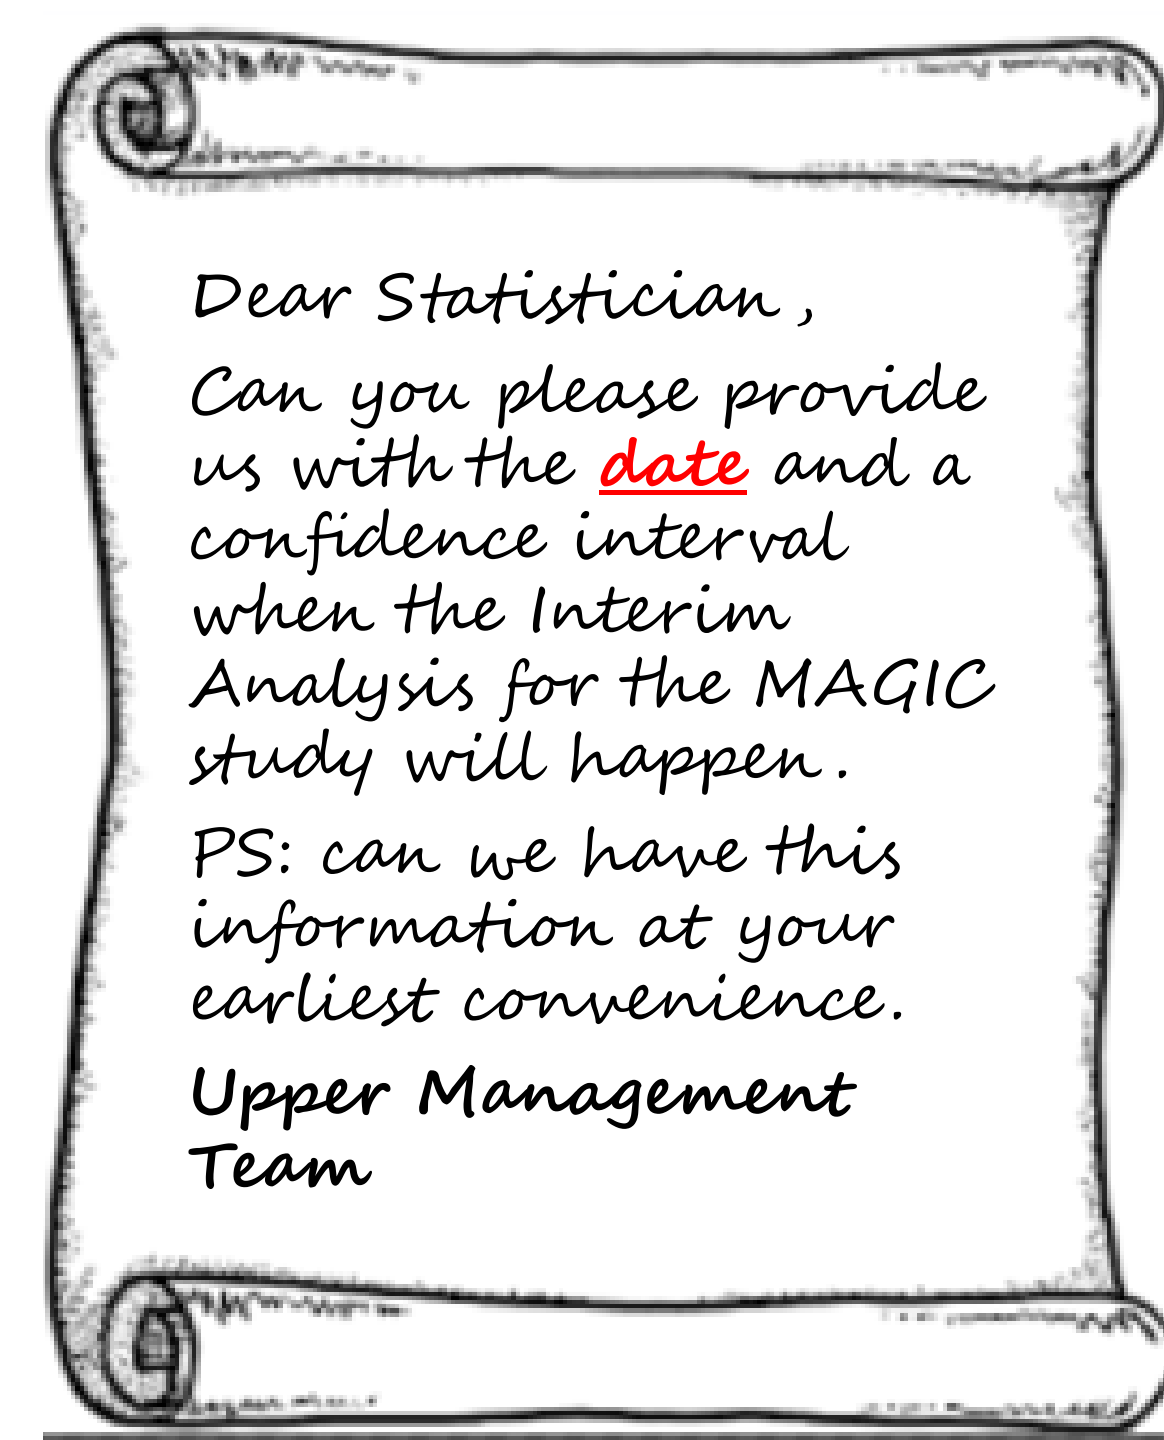 Dear Statistician,
Can you please provide
us with the date and a
confidence interval
when the Interim
Analysis for the MAGIC
study will happen.
PS: can we have this
information at your
earliest convenience.
Upper Management
Team